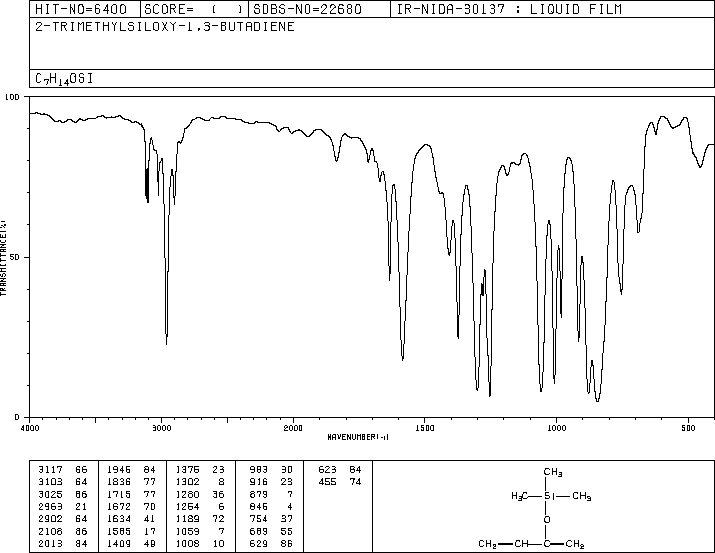 HIT-NO=6400 SCORE= ( ) SDBS-NO=22680 IR-NIDA-30137 : LIQUID FILM
2-TRIMETHYLSILOXY-1,3-BUTADIENE
C7H14OSI
100
50
0
TRANSMITTANCE(%)
4000 3000 2000 1500 1000 500
WAVENUMBER(-1)
3117 66 1946 84 1376 23 983 30 623 84
3103 64 1836 77 1302 8 916 23 455 74
3025 86 1715 77 1280 36 879 7
2963 21 1672 70 1254 6 845 4
2902 64 1634 41 1189 72 754 37
2108 86 1585 17 1059 7 689 55
2013 84 1409 49 1008 10 629 86
CH3
H3C Si CH3
O
CH2 CH C CH2